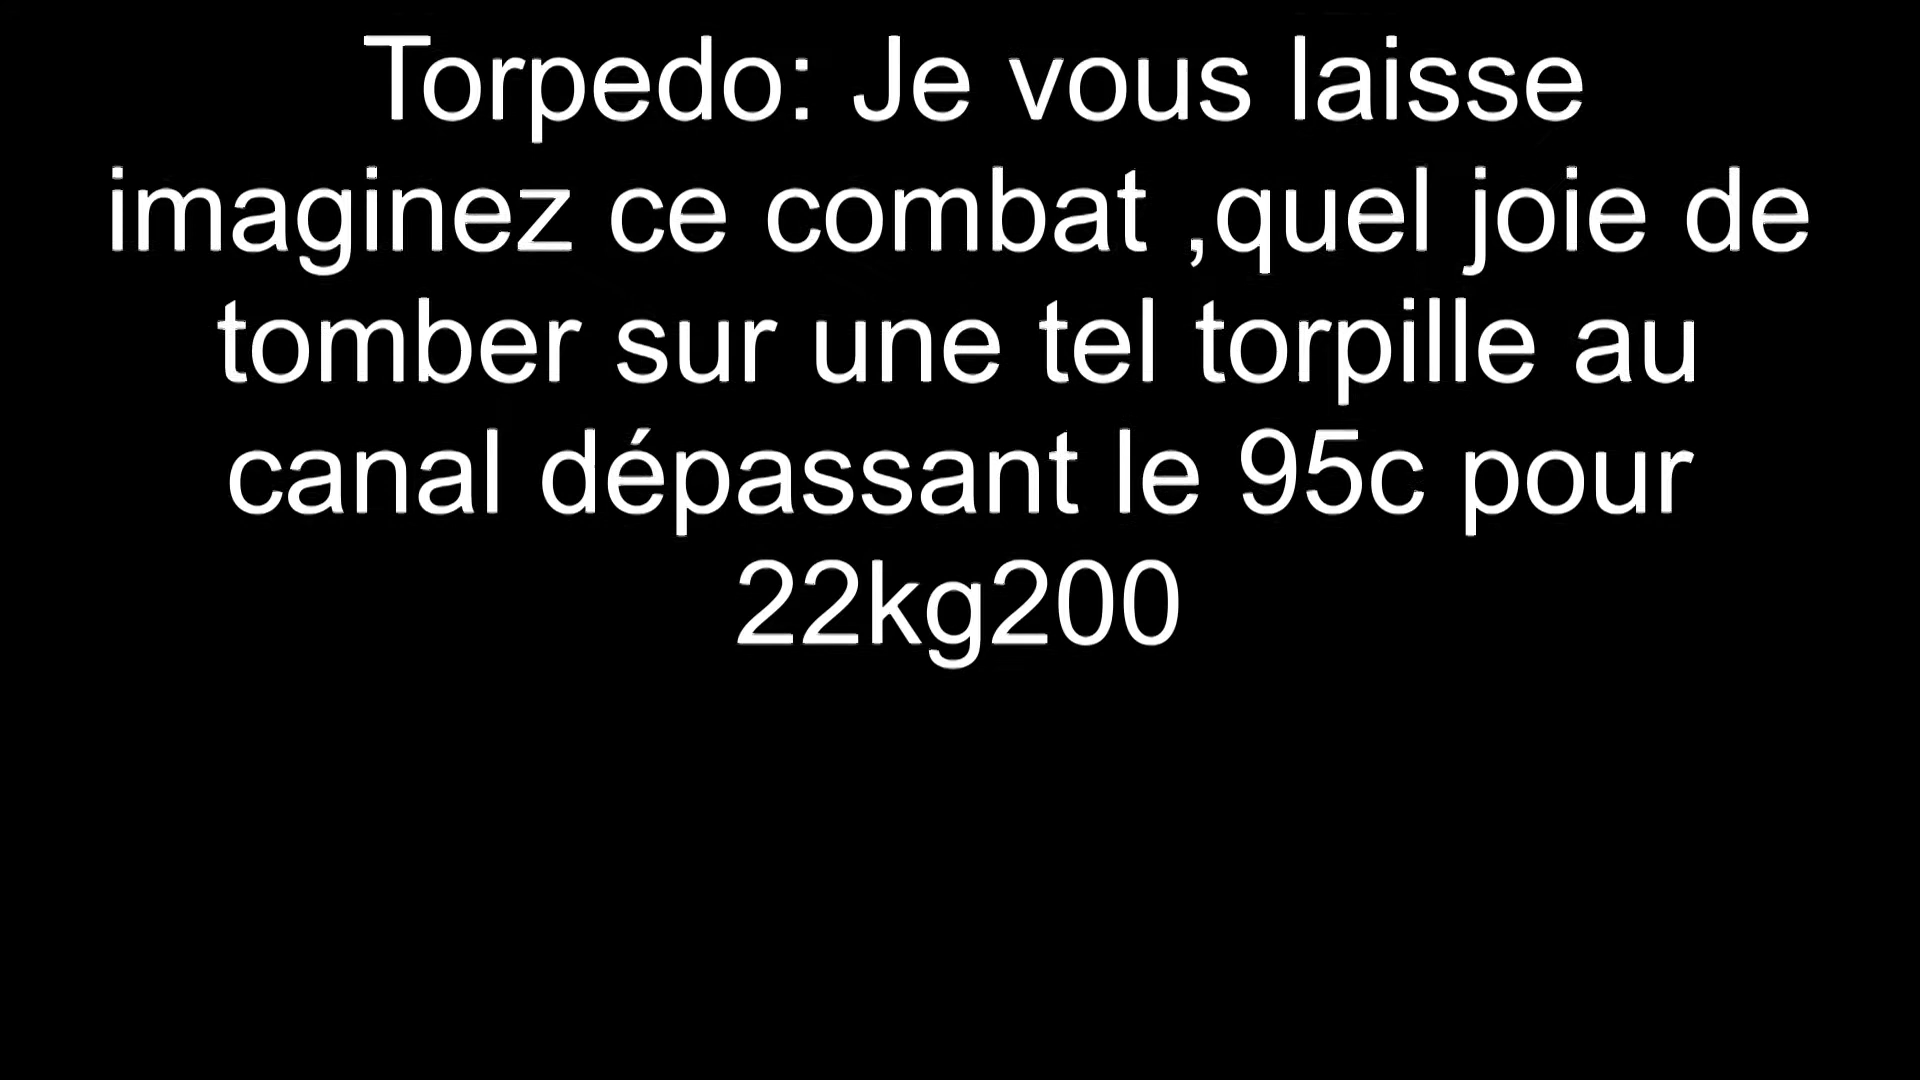 Torpedo: Je vous laisse
imaginez ce combat ,quel joie de
tomber sur une tel torpille au
canal dépassant le 95c pour
22kg200